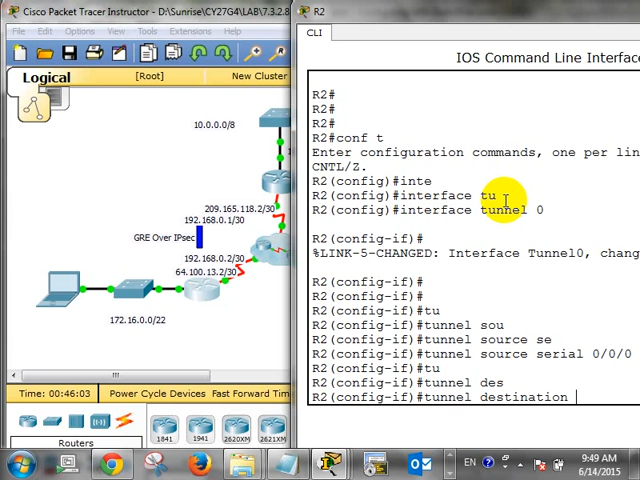 Cisco Packet Tracer Instructor - D:\Sunrise\CY27G4\LAB\7.3.2.8
File Edit Options View Tools Extensions Help
Logical [Root] New Cluster
10.0.0.0/8
209.165.118.2/30
192.168.0.1/30
GRE Over IPsec
192.168.0.2/30
64.100.13.2/30
172.16.0.0/22
Time: 00:46:03 Power Cycle Devices Fast Forward Time
Routers
1841 1941 2620XM 2621XM
R2
CLI
IOS Command Line Interface
R2#
R2#
R2#
R2#conf t
Enter configuration commands, one per lin
CNTL/Z.
R2(config)#inte
R2(config)#interface tu
R2(config)#interface tunnel 0
R2(config-if)#
%LINK-5-CHANGED: Interface Tunnel0, chang
R2(config-if)#
R2(config-if)#
R2(config-if)#tu
R2(config-if)#tunnel sou
R2(config-if)#tunnel source se
R2(config-if)#tunnel source serial 0/0/0
R2(config-if)#tu
R2(config-if)#tunnel des
R2(config-if)#tunnel destination
EN
9:49 AM
6/14/2015